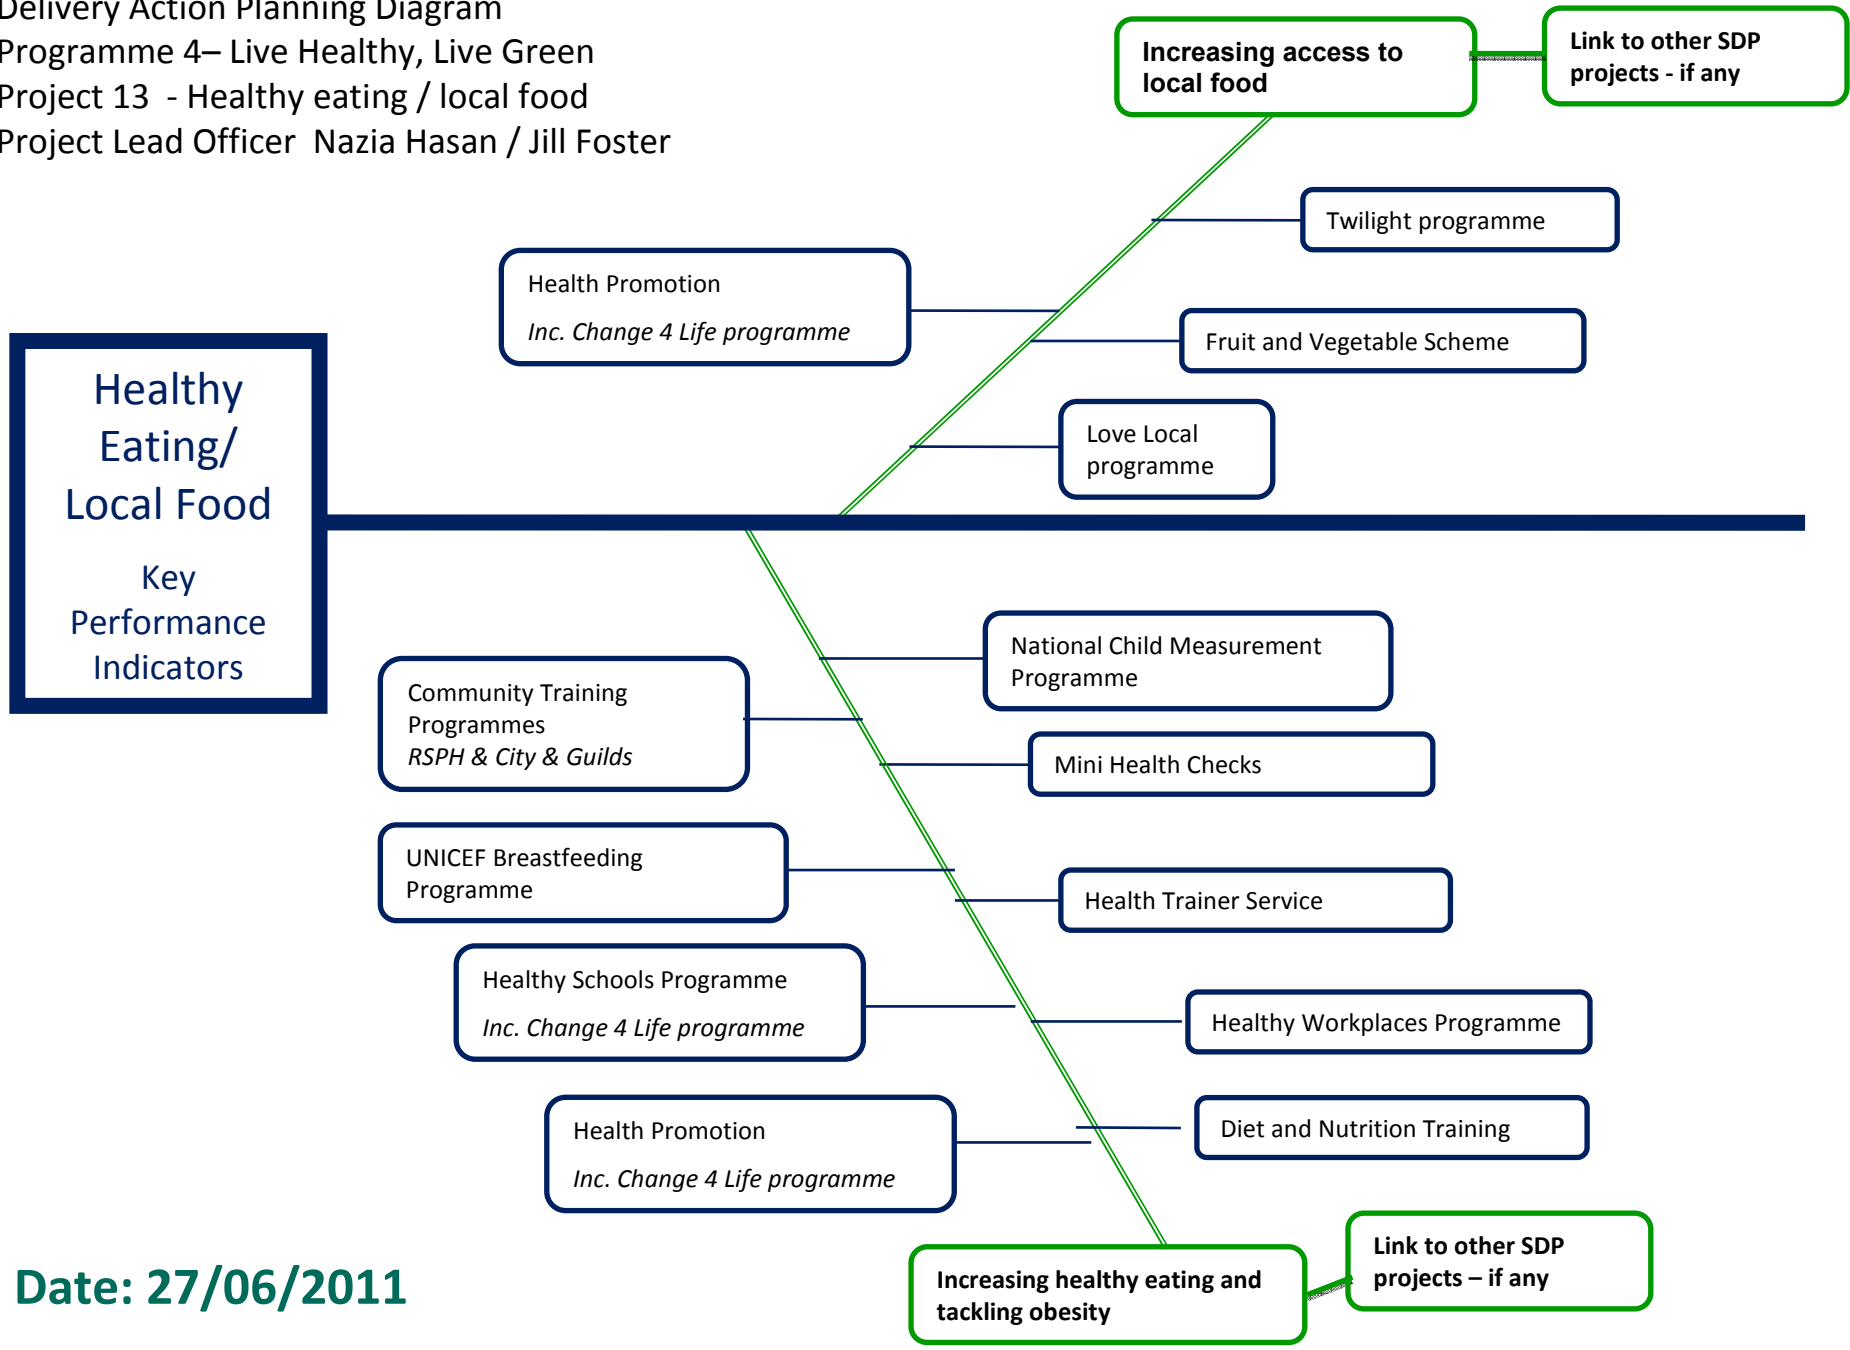 Delivery Action Planning Diagram
Programme 4– Live Healthy, Live Green
Project 13 - Healthy eating / local food
Project Lead Officer Nazia Hasan / Jill Foster
Increasing access to
local food
Link to other SDP
projects - if any
Twilight programme
Health Promotion
Inc. Change 4 Life programme
Fruit and Vegetable Scheme
Love Local
programme
Healthy
Eating/
Local Food
Key
Performance
Indicators
National Child Measurement
Programme
Community Training
Programmes
RSPH & City & Guilds
Mini Health Checks
UNICEF Breastfeeding
Programme
Health Trainer Service
Healthy Schools Programme
Inc. Change 4 Life programme
Healthy Workplaces Programme
Health Promotion
Inc. Change 4 Life programme
Diet and Nutrition Training
Increasing healthy eating and
tackling obesity
Link to other SDP
projects – if any
Date: 27/06/2011